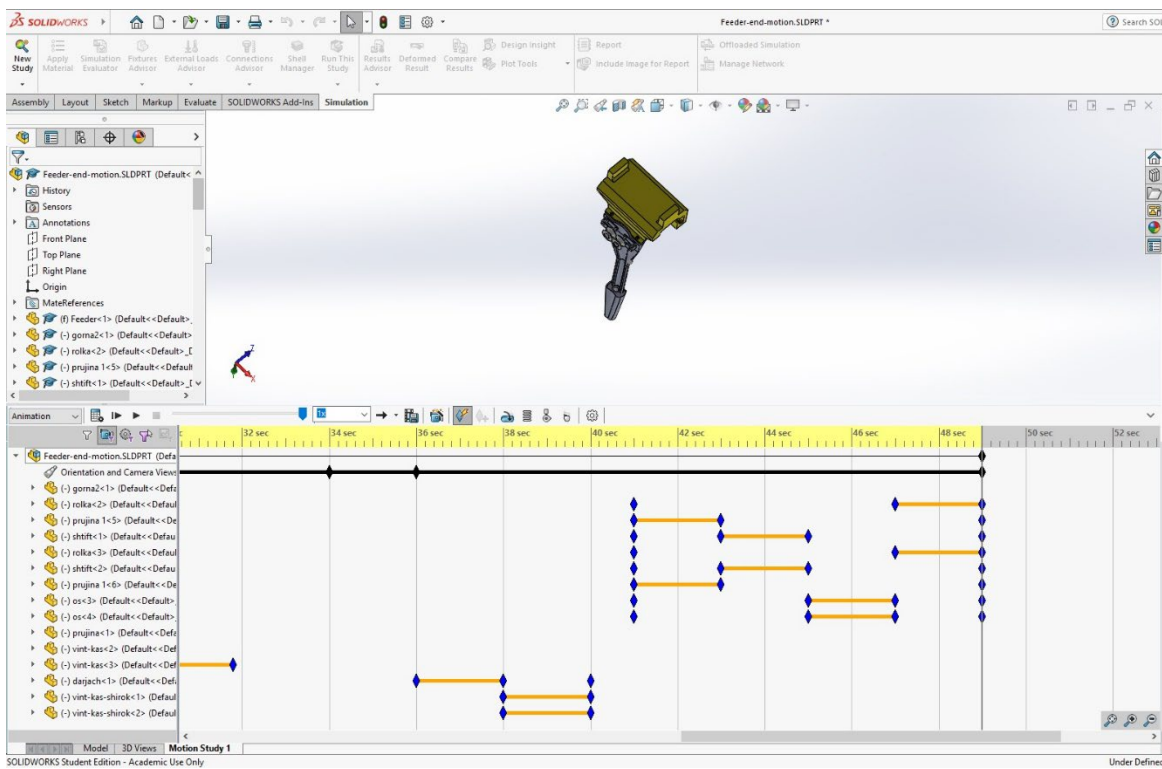 SOLIDWORKS
Feeder-end-motion.SLDPRT *
Search SOL
New Study
Apply Material
Simulation Evaluator
Fixtures Advisor
External Loads Advisor
Connections Advisor
Shell Manager
Run This Study
Results Advisor
Deformed Result
Compare Results
Design Insight
Plot Tools
Report
Include Image for Report
Offloaded Simulation
Manage Network
Assembly Layout Sketch Markup Evaluate SOLIDWORKS Add-Ins Simulation
Feeder-end-motion.SLDPRT (Default<
History
Sensors
Annotations
Front Plane
Top Plane
Right Plane
Origin
MateReferences
(f) Feeder<1> (Default<<Default>_
(-) gorna2<1> (Default<<Default>
(-) rolka<2> (Default<<Default>_[
(-) prujina 1<5> (Default<<Default
(-) shtift<1> (Default<<Default>_[
Z
X
Animation
1x
32 sec 34 sec 36 sec 38 sec 40 sec 42 sec 44 sec 46 sec 48 sec 50 sec 52 sec
Feeder-end-motion.SLDPRT (Defa
Orientation and Camera Views
(-) gorna2<1> (Default<<Defa
(-) rolka<2> (Default<<Defaul
(-) prujina 1<5> (Default<<De
(-) shtift<1> (Default<<Defau
(-) rolka<3> (Default<<Defaul
(-) shtift<2> (Default<<Defau
(-) prujina 1<6> (Default<<De
(-) os<3> (Default<<Default>
(-) os<4> (Default<<Default>
(-) prujina<1> (Default<<Defa
(-) vint-kas<2> (Default<<Def
(-) vint-kas<3> (Default<<Def
(-) darjach<1> (Default<<Def
(-) vint-kas-shirok<1> (Defaul
(-) vint-kas-shirok<2> (Defaul
Model 3D Views Motion Study 1
SOLIDWORKS Student Edition - Academic Use Only
Under Define